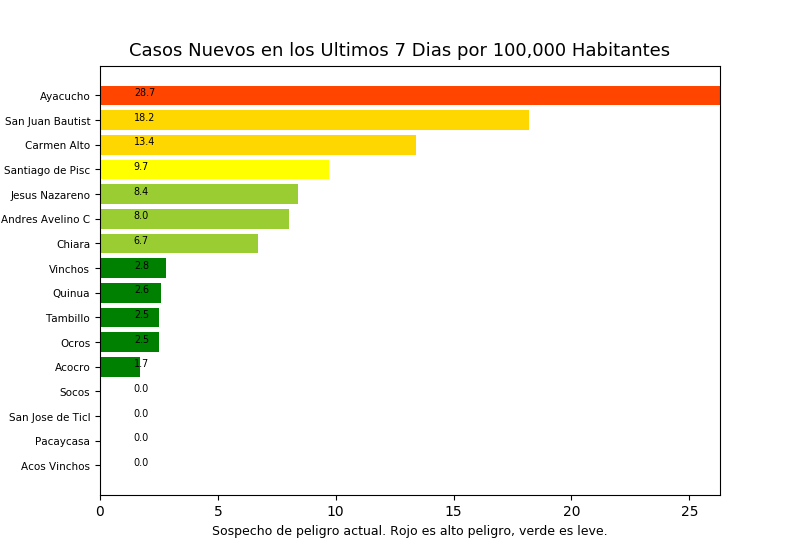 Casos Nuevos en los Ultimos 7 Dias por 100,000 Habitantes
Ayacucho 28.7
San Juan Bautist 18.2
Carmen Alto 13.4
Santiago de Pisc 9.7
Jesus Nazareno 8.4
Andres Avelino C 8.0
Chiara 6.7
Vinchos 2.8
Quinua 2.6
Tambillo 2.5
Ocros 2.5
Acocro 1.7
Socos 0.0
San Jose de Ticl 0.0
Pacaycasa 0.0
Acos Vinchos 0.0
0 5 10 15 20 25
Sospecho de peligro actual. Rojo es alto peligro, verde es leve.